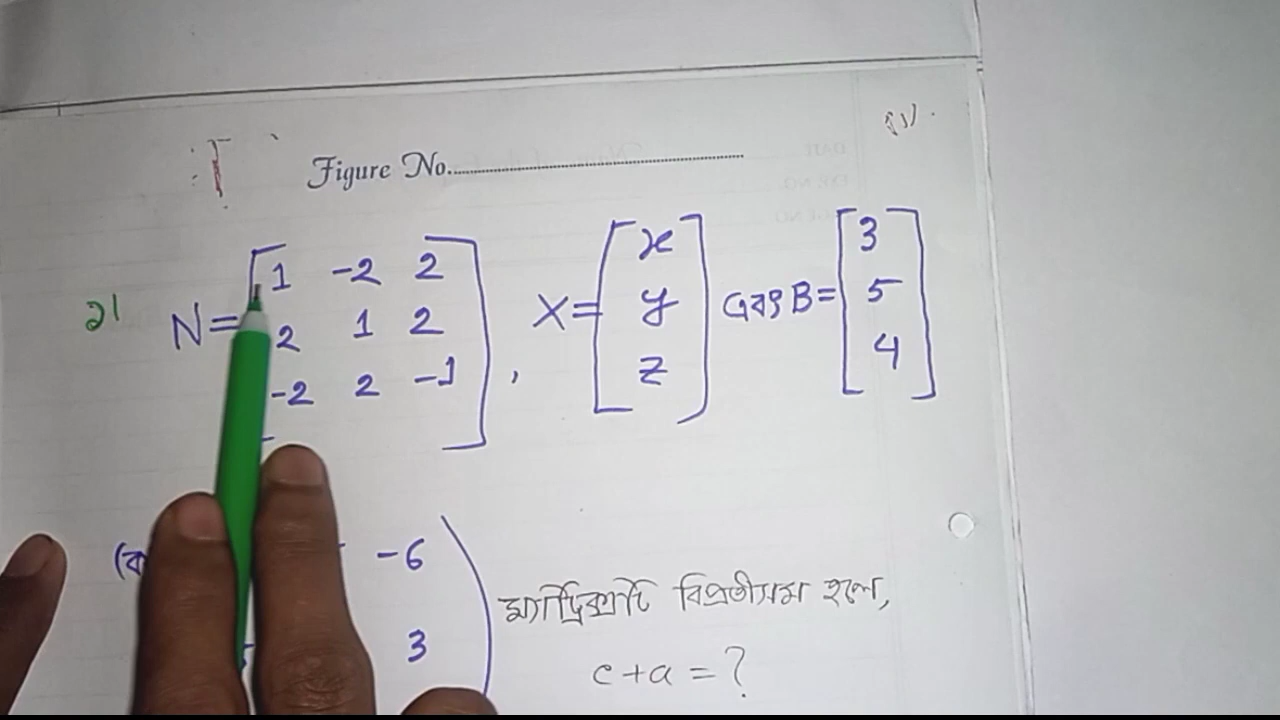 Figure No.
২। N = [1 -2 2
2 1 2
-2 2 -1], X = [x
y
z] এবং B = [3
5
4]
(ক -6
3) ম্যাট্রিক্সটি বিপ্রতীসম হলে,
c+a=?